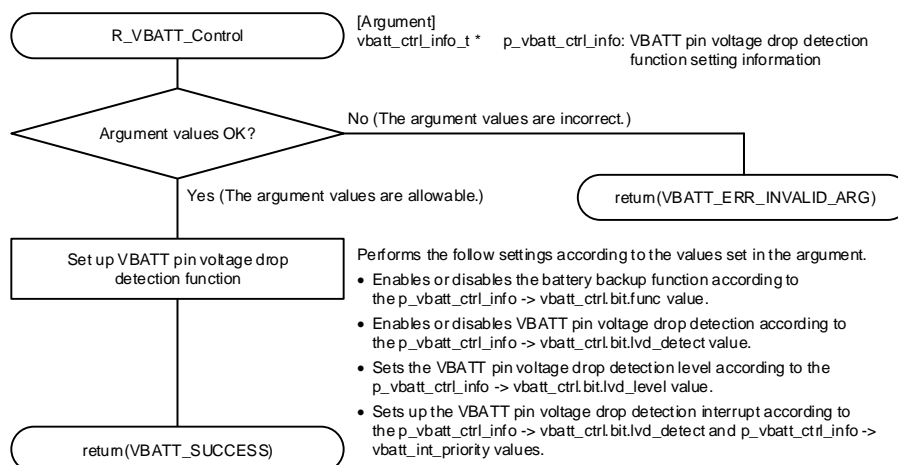 R_VBATT_Control
[Argument]
vbatt_ctrl_info_t * p_vbatt_ctrl_info: VBATT pin voltage drop detection
function setting information
Argument values OK?
No (The argument values are incorrect.)
Yes (The argument values are allowable.)
return(VBATT_ERR_INVALID_ARG)
Set up VBATT pin voltage drop
detection function
Performs the follow settings according to the values set in the argument.
• Enables or disables the battery backup function according to
the p_vbatt_ctrl_info -> vbatt_ctrl.bit.func value.
• Enables or disables VBATT pin voltage drop detection according to
the p_vbatt_ctrl_info -> vbatt_ctrl.bit.lvd_detect value.
• Sets the VBATT pin voltage drop detection level according to the
p_vbatt_ctrl_info -> vbatt_ctrl.bit.lvd_level value.
• Sets up the VBATT pin voltage drop detection interrupt according to
the p_vbatt_ctrl_info -> vbatt_ctrl.bit.lvd_detect and p_vbatt_ctrl_info ->
vbatt_int_priority values.
return(VBATT_SUCCESS)